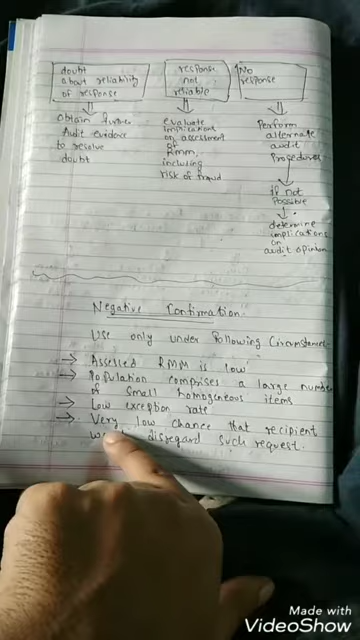 doubt
about reliability
of response
response
not
reliable
No
response
Obtain further
Audit evidence
to resolve
doubt
evaluate
implications
on assessment
of
RMM,
including
risk of fraud
Perform
alternate
audit
Procedures
if not
Possible
determine
implications
on
audit opinion
Negative Confirmation
Use only under following Circumstances-
→ Assessed RMM is low
→ Population comprises a large number
of small homogeneous items
→ Low exception rate
→ Very low chance that recipient
disregard such request.
Made with
VideoShow